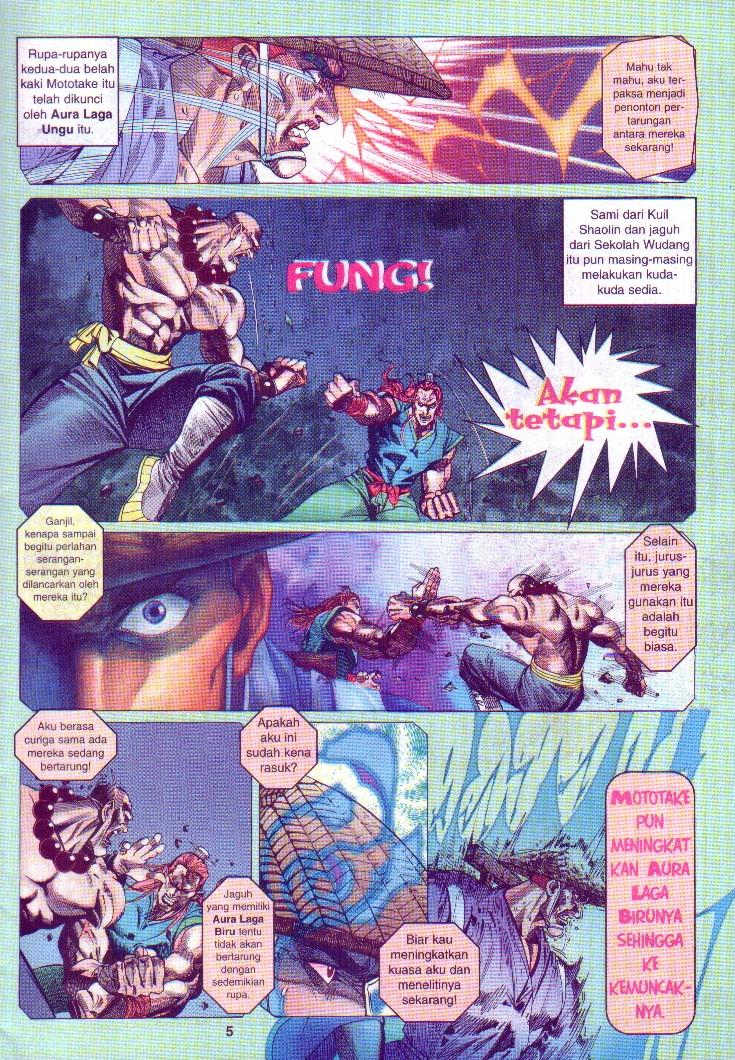 Rupa-rupanya
kedua-dua belah
kaki Mototake itu
telah dikunci
oleh Aura Laga
Ungu itu.
Mahu tak
mahu, aku ter-
paksa menjadi
penonton per-
tarungan
antara mereka
sekarang!
Sami dari Kuil
Shaolin dan jaguh
dari Sekolah Wudang
itu pun masing-masing
melakukan kuda-
kuda sedia.
FUNG!
Akan
tetapi...
Ganjil,
kenapa sampai
begitu perlahan
serangan-
serangan yang
dilancarkan oleh
mereka itu?
Selain
itu, jurus-
jurus yang
mereka
gunakan itu
adalah
begitu
biasa.
Aku berasa
curiga sama ada
mereka sedang
bertarung!
Jaguh
yang memiliki
Aura Laga
Biru tentu
tidak akan
bertarung
dengan
sedemikian
rupa.
Apakah
aku ini
sudah kena
rasuk?
Biar kau
meningkatkan
kuasa aku dan
menelitinya
sekarang!
MOTOTAKE
PUN
MENINGKAT
KAN AURA
LAGA
BIRUNYA
SEHINGGA
KE
KEMUNCAK-
NYA.
5